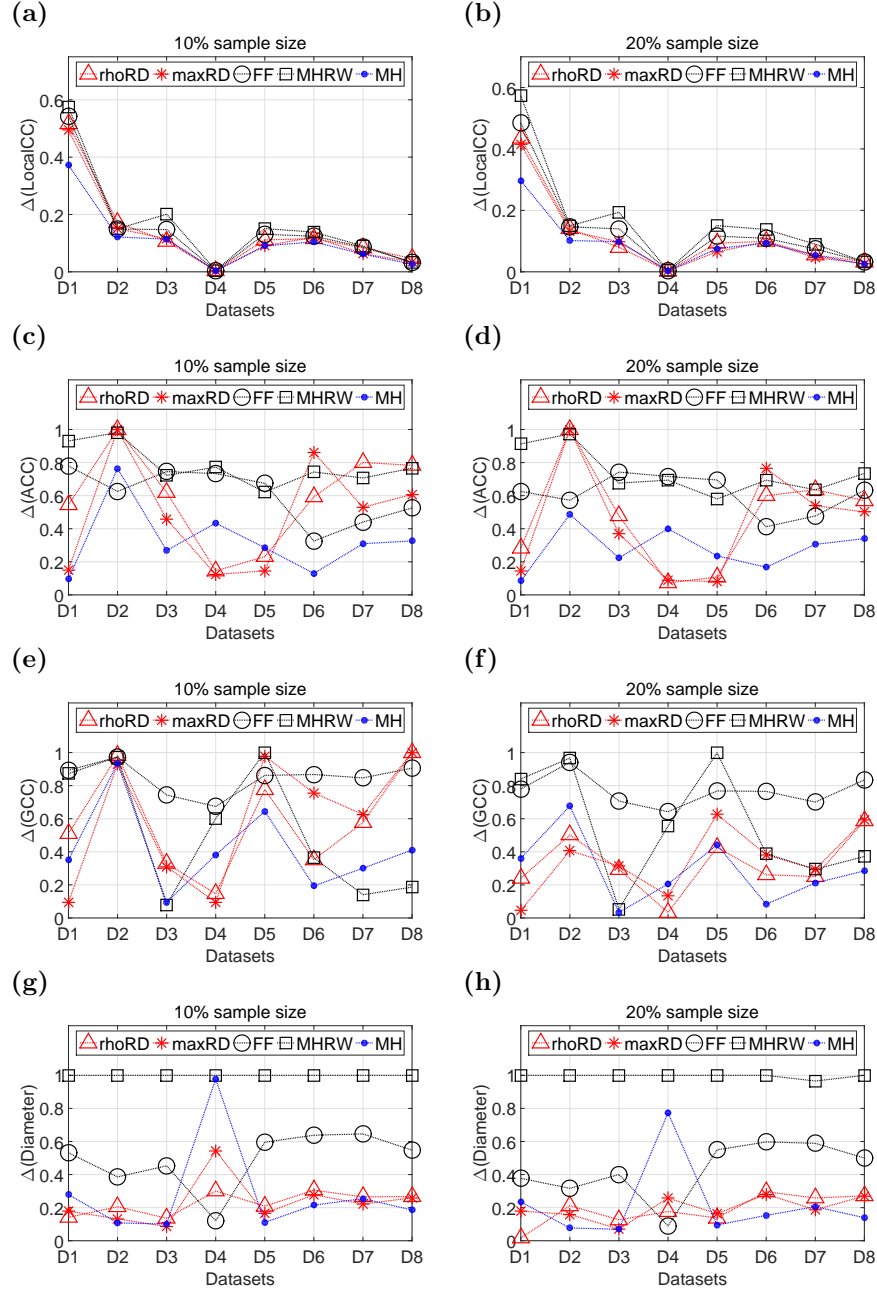 (a)
10% sample size
rhoRD maxRD FF MHRW MH
Δ(LocalCC)
0.6
0.4
0.2
0
D1 D2 D3 D4 D5 D6 D7 D8
Datasets
(b)
20% sample size
rhoRD maxRD FF MHRW MH
Δ(LocalCC)
0.6
0.4
0.2
0
D1 D2 D3 D4 D5 D6 D7 D8
Datasets
(c)
10% sample size
rhoRD maxRD FF MHRW MH
Δ(ACC)
1
0.8
0.6
0.4
0.2
0
D1 D2 D3 D4 D5 D6 D7 D8
Datasets
(d)
20% sample size
rhoRD maxRD FF MHRW MH
Δ(ACC)
1
0.8
0.6
0.4
0.2
0
D1 D2 D3 D4 D5 D6 D7 D8
Datasets
(e)
10% sample size
rhoRD maxRD FF MHRW MH
Δ(GCC)
1
0.8
0.6
0.4
0.2
0
D1 D2 D3 D4 D5 D6 D7 D8
Datasets
(f)
20% sample size
rhoRD maxRD FF MHRW MH
Δ(GCC)
1
0.8
0.6
0.4
0.2
0
D1 D2 D3 D4 D5 D6 D7 D8
Datasets
(g)
10% sample size
rhoRD maxRD FF MHRW MH
Δ(Diameter)
1
0.8
0.6
0.4
0.2
0
D1 D2 D3 D4 D5 D6 D7 D8
Datasets
(h)
20% sample size
rhoRD maxRD FF MHRW MH
Δ(Diameter)
1
0.8
0.6
0.4
0.2
0
D1 D2 D3 D4 D5 D6 D7 D8
Datasets